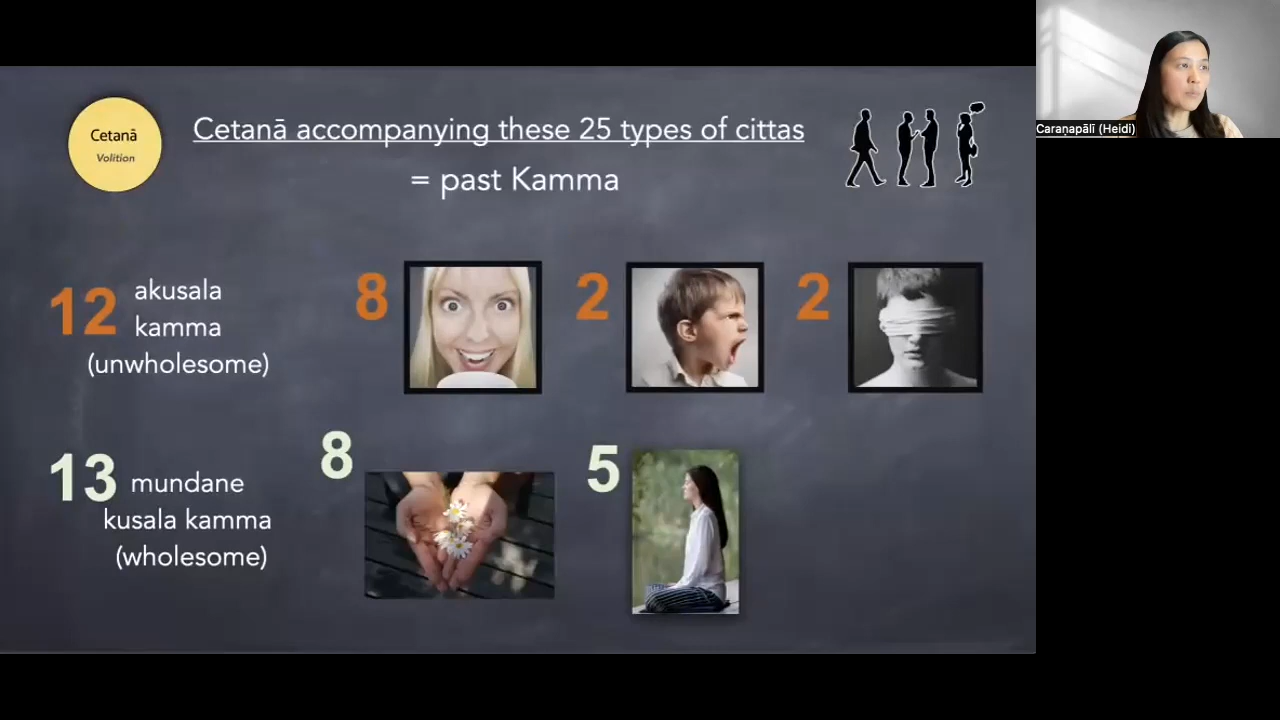 Cetanā
Volition
Cetanā accompanying these 25 types of cittas
= past Kamma
Caraṇapālī (Heidi)
12 akusala
kamma
(unwholesome)
8
2
2
13 mundane
kusala kamma
(wholesome)
8
5